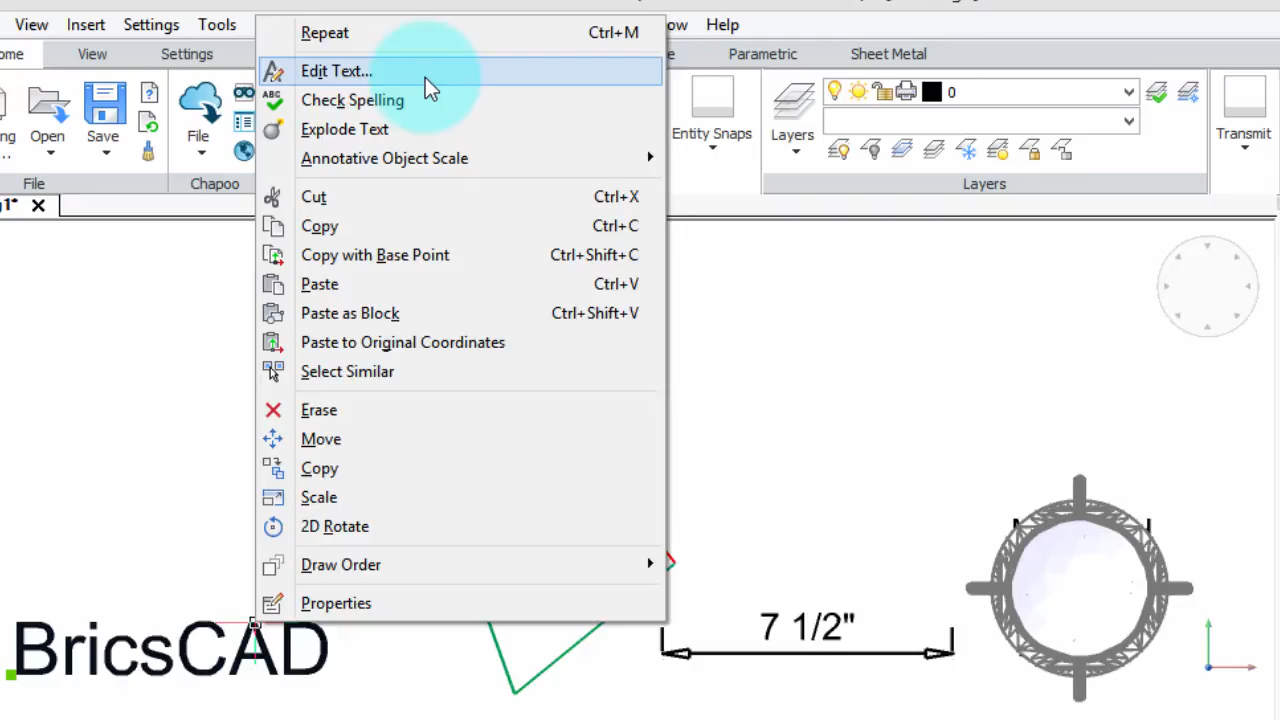 View Insert Settings Tools ow Help
ome View Settings e Parametric Sheet Metal
ng Open Save File Entity Snaps Layers 0 Transmit
File Chapoo Layers
g1*
Repeat Ctrl+M
Edit Text...
ABC Check Spelling
Explode Text
Annotative Object Scale
Cut Ctrl+X
Copy Ctrl+C
Copy with Base Point Ctrl+Shift+C
Paste Ctrl+V
Paste as Block Ctrl+Shift+V
Paste to Original Coordinates
Select Similar
Erase
Move
Copy
Scale
2D Rotate
Draw Order
Properties
BricsCAD
7 1/2"